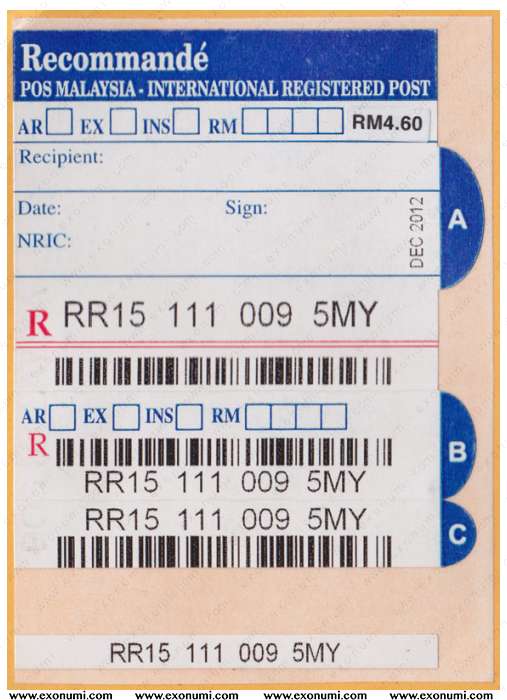 Recommandé
POS MALAYSIA - INTERNATIONAL REGISTERED POST
AR EX INS RM RM4.60
Recipient:
Date: Sign:
NRIC:
DEC 2012
A
R RR15 111 009 5MY
AR EX INS RM
R
B
RR15 111 009 5MY
RR15 111 009 5MY
C
RR15 111 009 5MY
www.exonumi.com www.exonumi.com www.exonumi.com www.exonumi.com